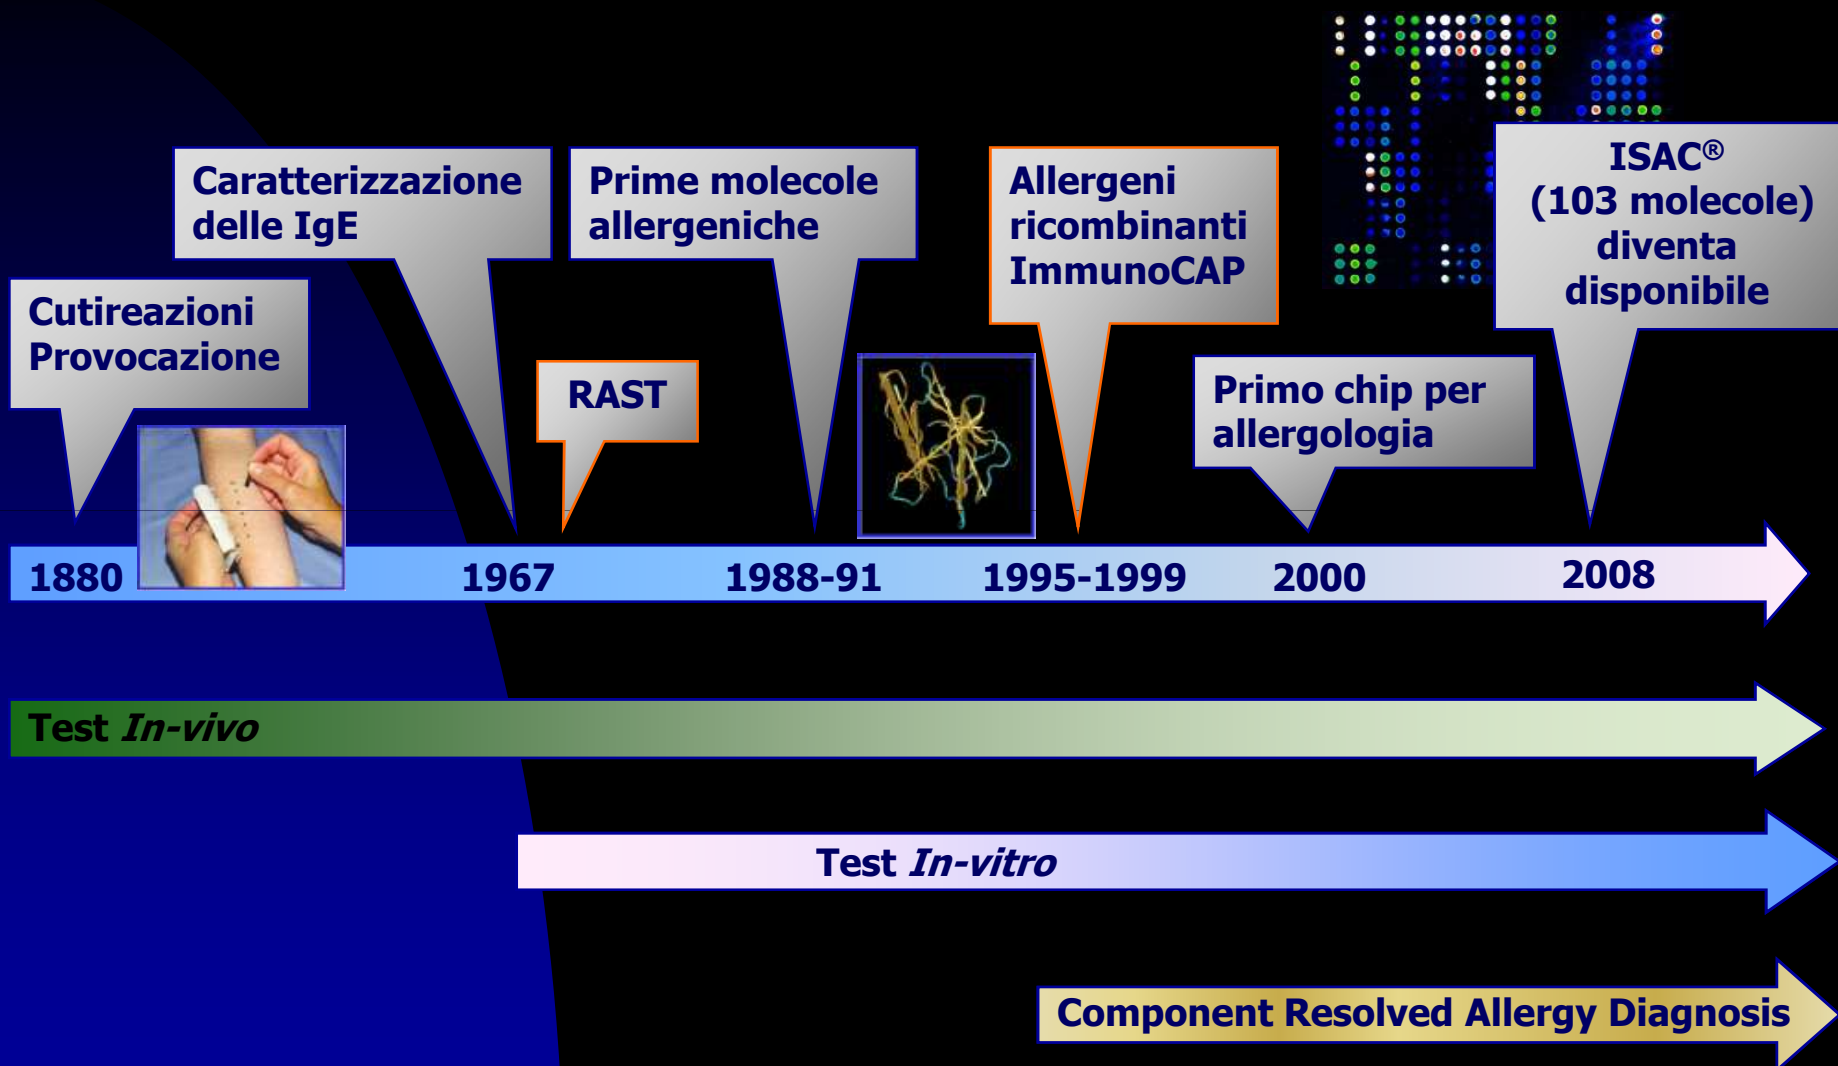 Caratterizzazione
delle IgE
Prime molecole
allergeniche
Allergeni
ricombinanti
ImmunoCAP
ISAC®
(103 molecole)
diventa
disponibile
Cutireazioni
Provocazione
RAST
Primo chip per
allergologia
1880
1967
1988-91
1995-1999
2000
2008
Test In-vivo
Test In-vitro
Component Resolved Allergy Diagnosis